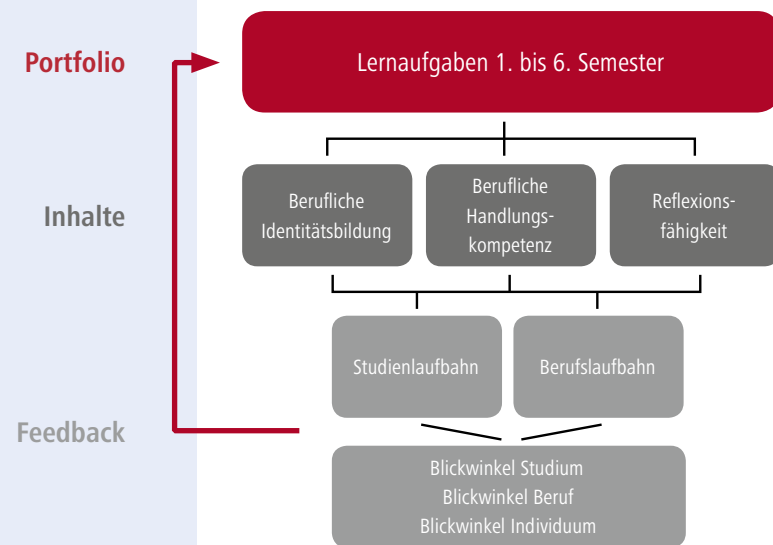 Portfolio
Lernaufgaben 1. bis 6. Semester
Inhalte
Berufliche
Identitätsbildung
Berufliche
Handlungs-
kompetenz
Reflexions-
fähigkeit
Studienlaufbahn
Berufslaufbahn
Feedback
Blickwinkel Studium
Blickwinkel Beruf
Blickwinkel Individuum